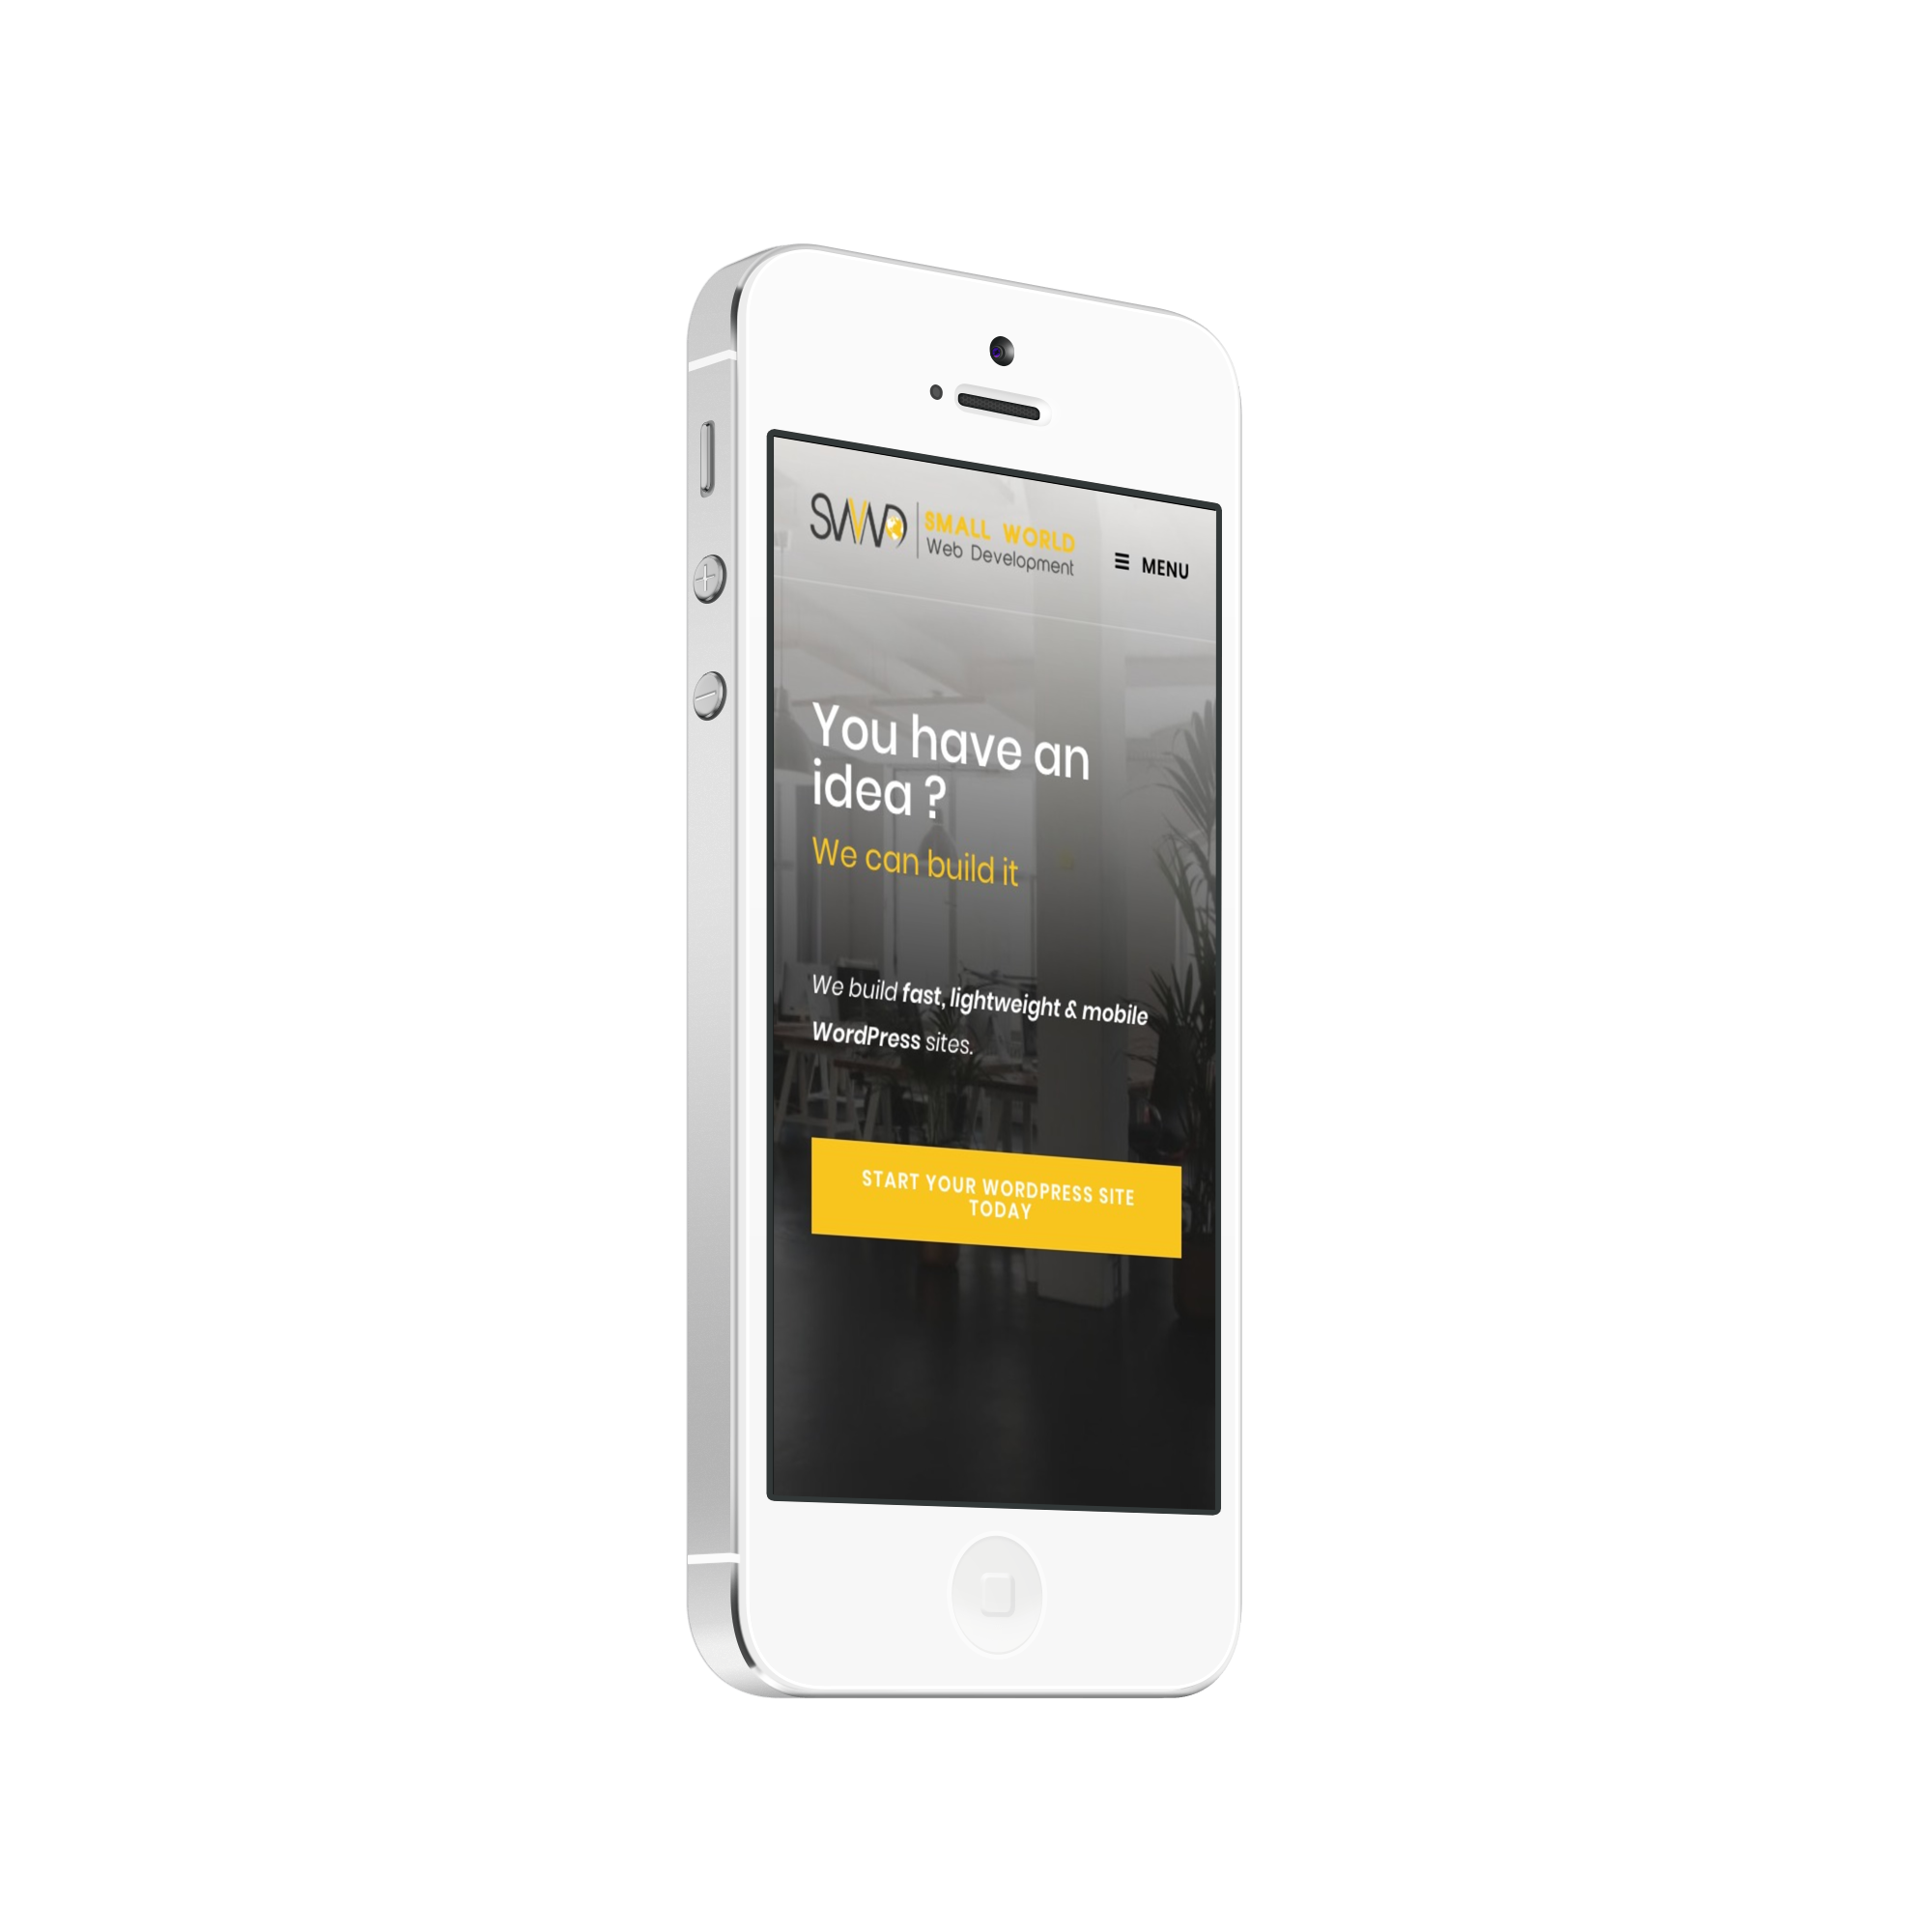 SWWD
SMALL WORLD
Web Development
☰ MENU
You have an
idea ?
We can build it
We build fast, lightweight & mobile
WordPress sites.
START YOUR WORDPRESS SITE
TODAY